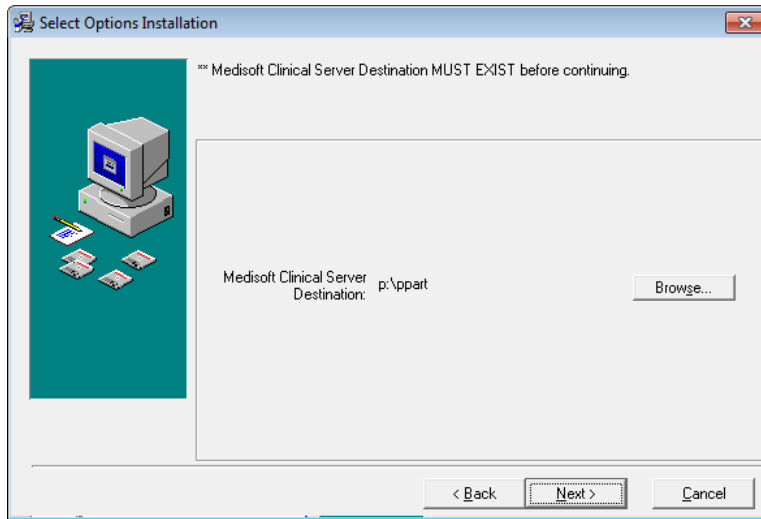 Select Options Installation
** Medisoft Clinical Server Destination MUST EXIST before continuing.
Medisoft Clinical Server
Destination:
p:\ppart
Browse...
< Back
Next >
Cancel